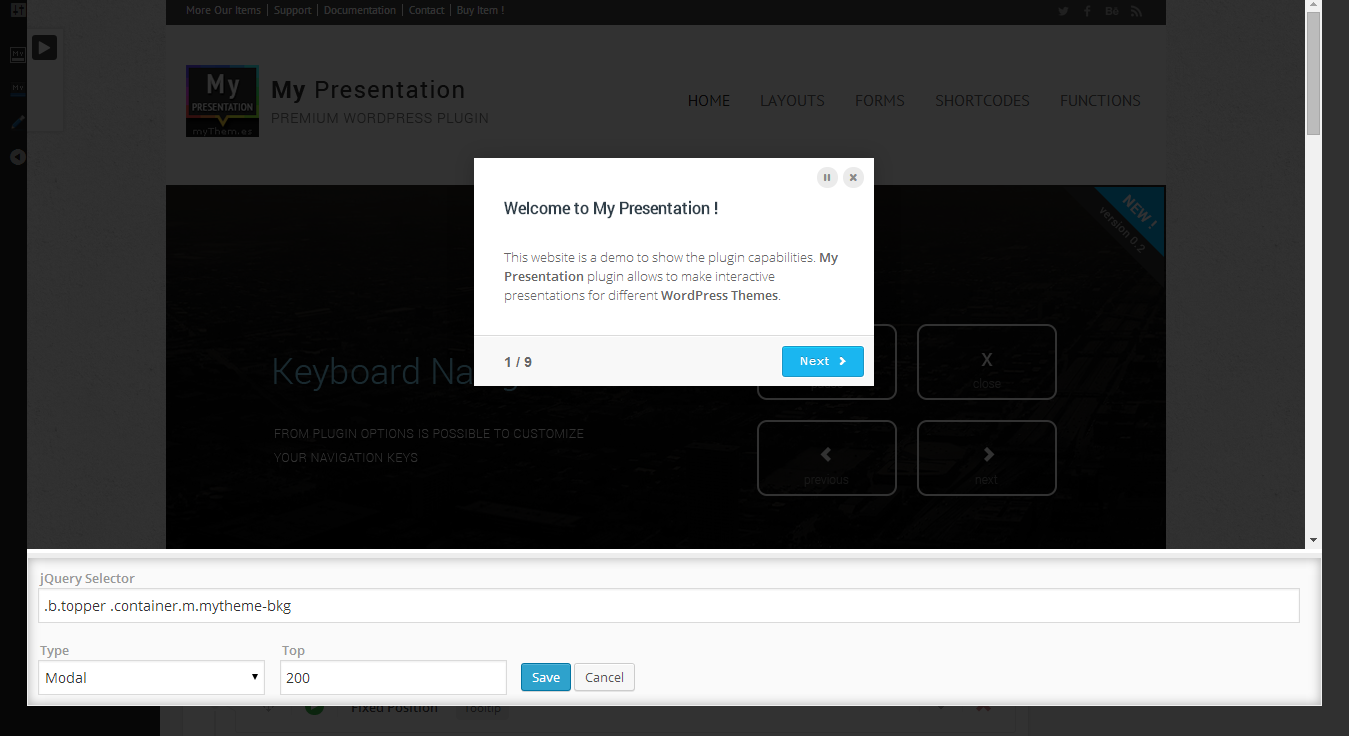 More Our Items | Support | Documentation | Contact | Buy Item !
My
PRESENTATION
myThem.es
My Presentation
PREMIUM WORDPRESS PLUGIN
HOME LAYOUTS FORMS SHORTCODES FUNCTIONS
NEW !
version 0.2
Welcome to My Presentation !
This website is a demo to show the plugin capabilities. My
Presentation plugin allows to make interactive
presentations for different WordPress Themes.
1 / 9
Next
Keyboard Na
X
close
FROM PLUGIN OPTIONS IS POSSIBLE TO CUSTOMIZE
YOUR NAVIGATION KEYS
previous
next
jQuery Selector
.b.topper .container.m.mytheme-bkg
Type
Top
Modal
200
Save
Cancel
Fixed Position
Tooltip